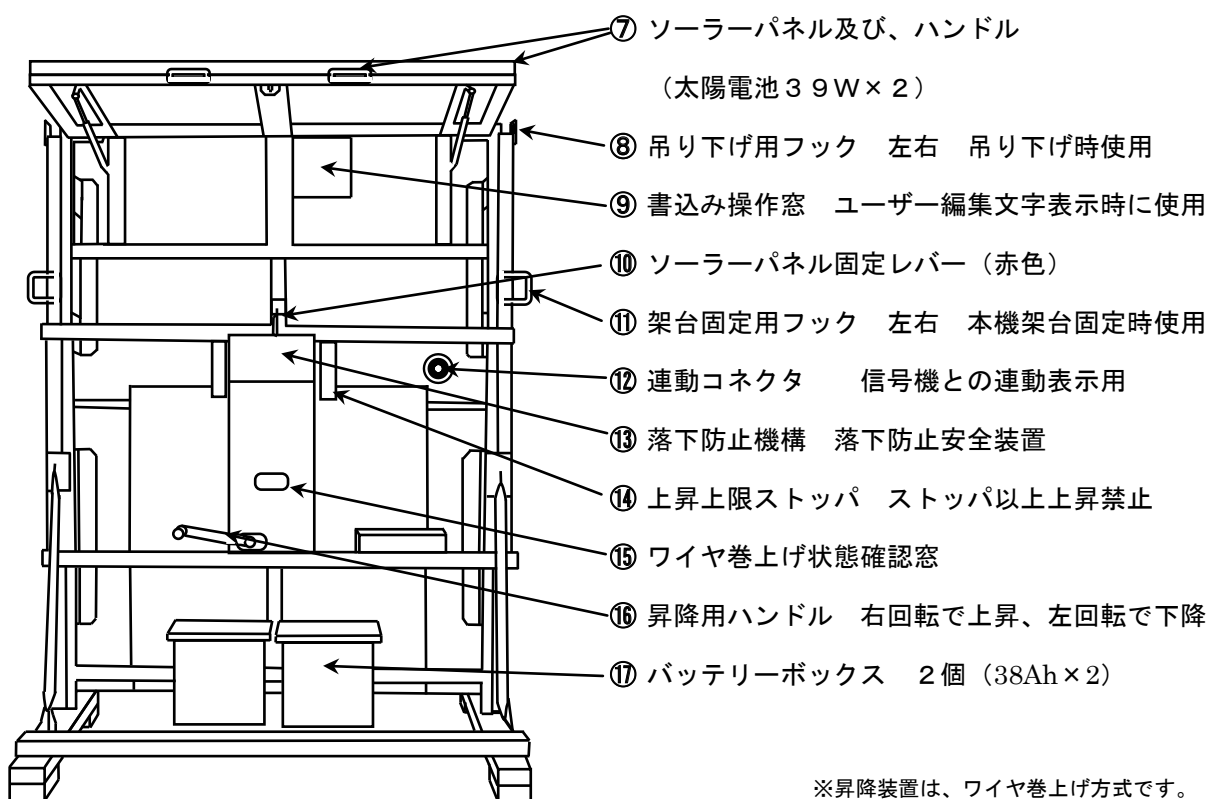 ⑦ ソーラーパネル及び、ハンドル
（太陽電池３９W×２）
⑧ 吊り下げ用フック　左右　吊り下げ時使用
⑨ 書込み操作窓　ユーザー編集文字表示時に使用
⑩ ソーラーパネル固定レバー（赤色）
⑪ 架台固定用フック　左右　本機架台固定時使用
⑫ 連動コネクタ　　信号機との連動表示用
⑬ 落下防止機構　落下防止安全装置
⑭ 上昇上限ストッパ　ストッパ以上上昇禁止
⑮ ワイヤ巻上げ状態確認窓
⑯ 昇降用ハンドル　右回転で上昇、左回転で下降
⑰ バッテリーボックス　２個（38Ah×2）
※昇降装置は、ワイヤ巻上げ方式です。